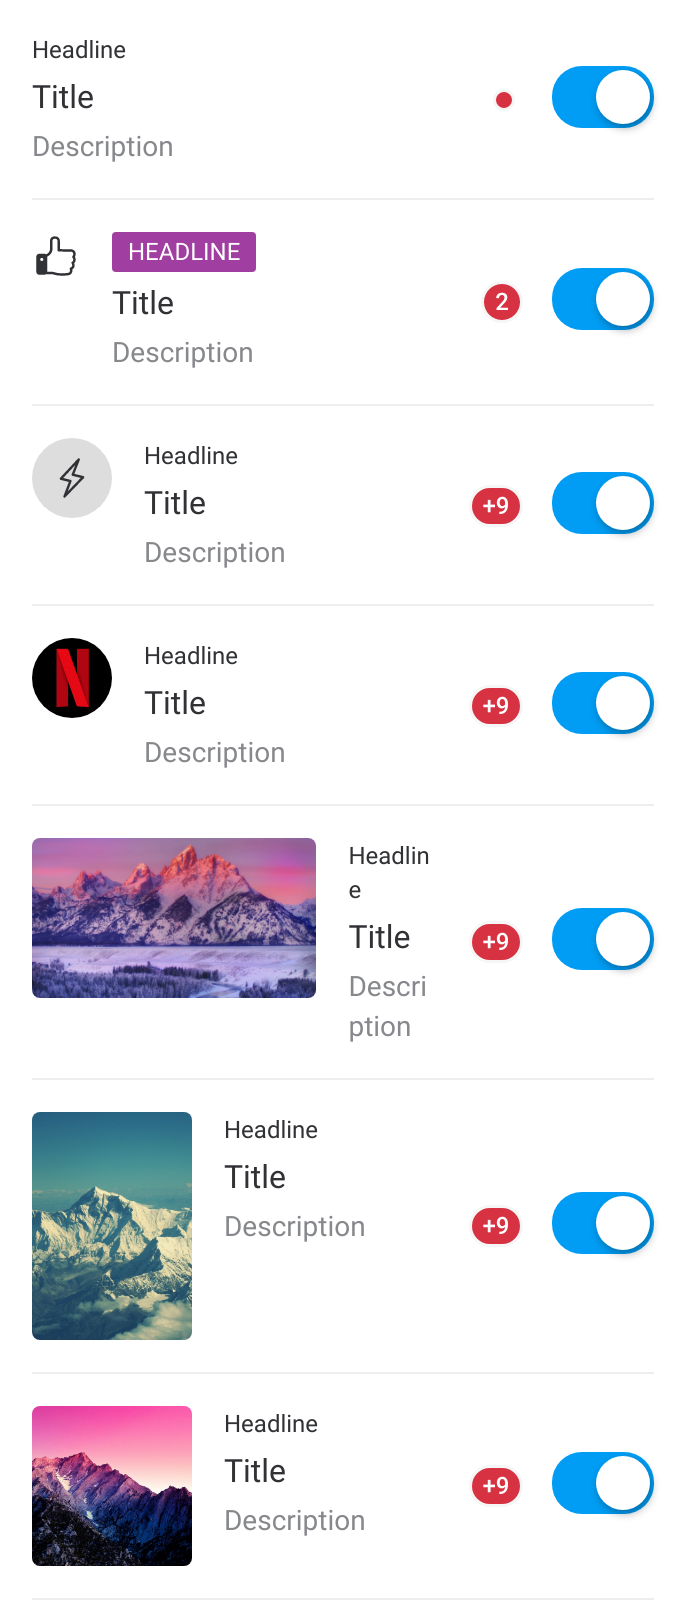 Headline
Title
Description
HEADLINE
Title
2
Description
Headline
Title
+9
Description
N
Headline
Title
+9
Description
Headlin
e
Title
+9
Descri
ption
Headline
Title
Description
+9
Headline
Title
+9
Description